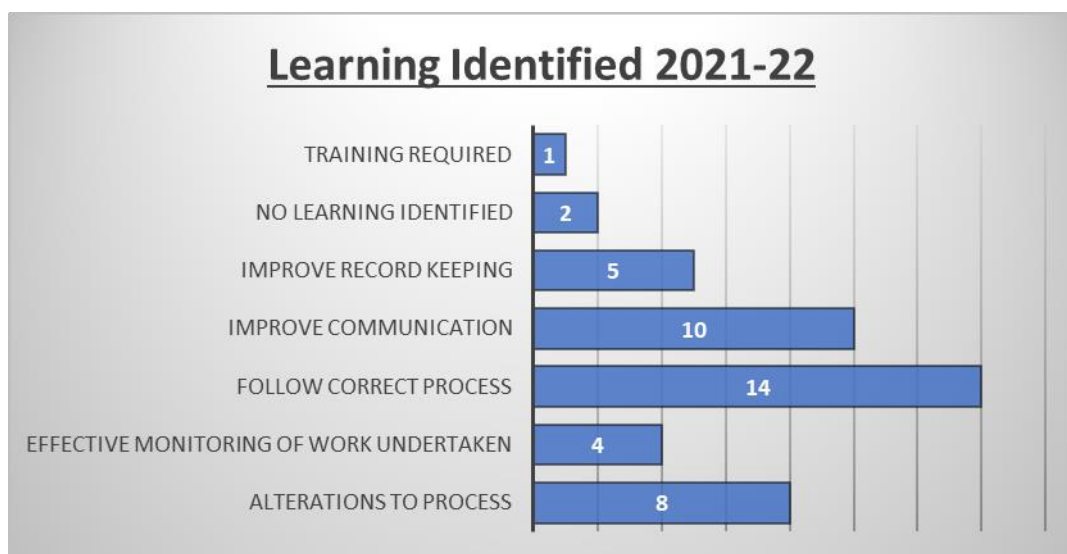 Learning Identified 2021-22
TRAINING REQUIRED
1
NO LEARNING IDENTIFIED
2
IMPROVE RECORD KEEPING
5
IMPROVE COMMUNICATION
10
FOLLOW CORRECT PROCESS
14
EFFECTIVE MONITORING OF WORK UNDERTAKEN
4
ALTERATIONS TO PROCESS
8